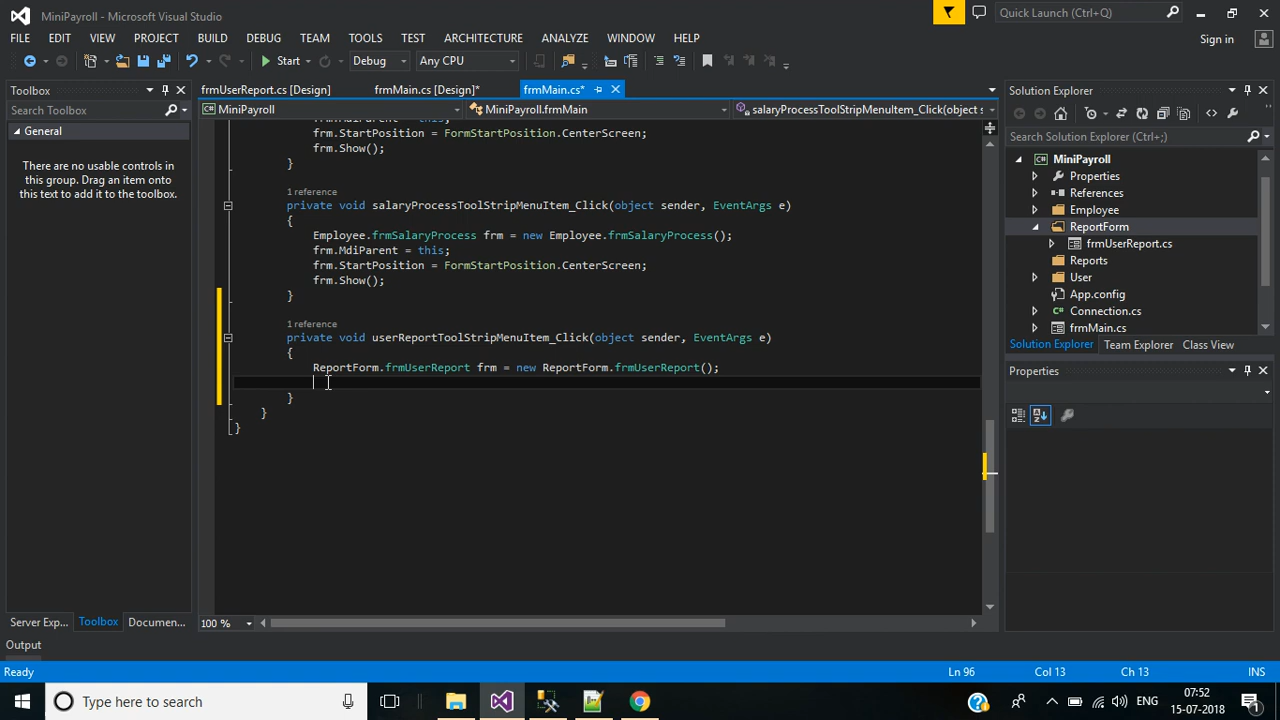 MiniPayroll - Microsoft Visual Studio
Quick Launch (Ctrl+Q)
FILE EDIT VIEW PROJECT BUILD DEBUG TEAM TOOLS TEST ARCHITECTURE ANALYZE WINDOW HELP
Sign in
Start Debug Any CPU
Toolbox
Search Toolbox
General
There are no usable controls in
this group. Drag an item onto
this text to add it to the toolbox.
frmUserReport.cs [Design] frmMain.cs [Design]* frmMain.cs*
MiniPayroll MiniPayroll.frmMain salaryProcessToolStripMenuItem_Click(object s
frm.MdiParent = this;
frm.StartPosition = FormStartPosition.CenterScreen;
frm.Show();
}
1 reference
private void salaryProcessToolStripMenuItem_Click(object sender, EventArgs e)
{
Employee.frmSalaryProcess frm = new Employee.frmSalaryProcess();
frm.MdiParent = this;
frm.StartPosition = FormStartPosition.CenterScreen;
frm.Show();
}
1 reference
private void userReportToolStripMenuItem_Click(object sender, EventArgs e)
{
ReportForm.frmUserReport frm = new ReportForm.frmUserReport();
}
}
}
100 %
Solution Explorer
Search Solution Explorer (Ctrl+;)
MiniPayroll
Properties
References
Employee
ReportForm
frmUserReport.cs
Reports
User
App.config
Connection.cs
frmMain.cs
Solution Explorer Team Explorer Class View
Properties
Server Exp... Toolbox Documen...
Output
Ready Ln 96 Col 13 Ch 13 INS
Type here to search
ENG
07:52
15-07-2018